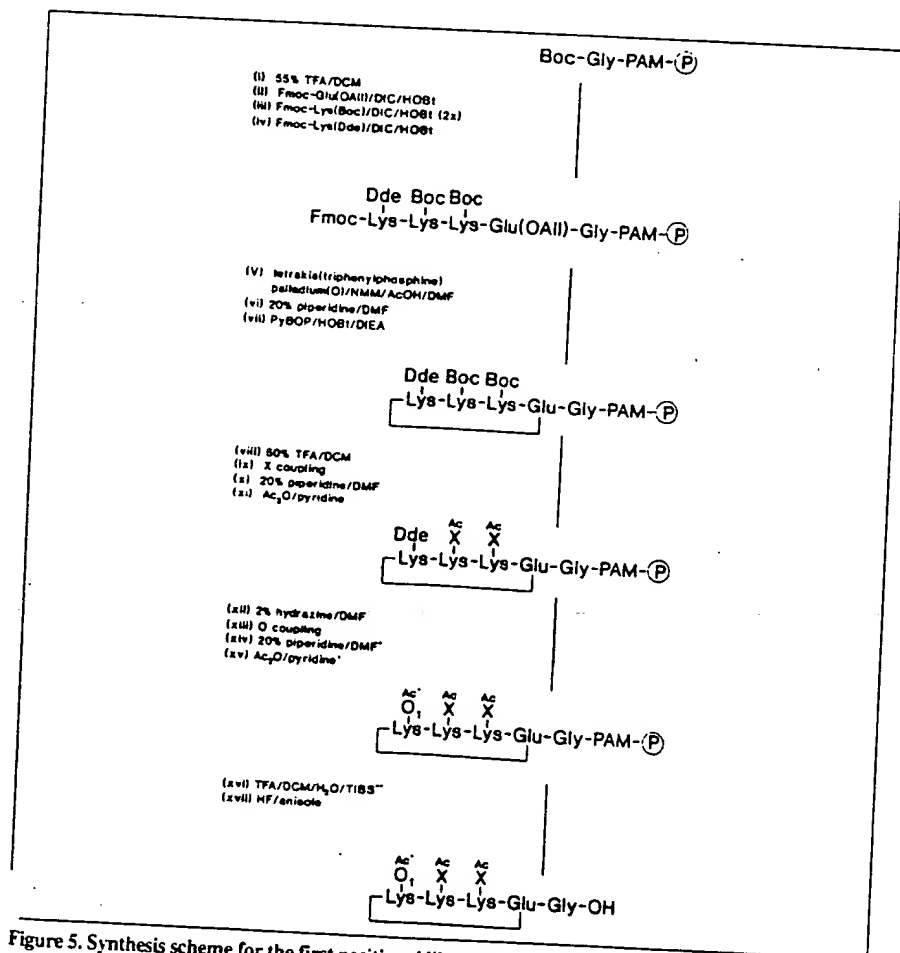 Boc-Gly-PAM-Ⓟ
(i) 55% TFA/DCM
(ii) Fmoc-Glu(OAll)/DIC/HOBt
(iii) Fmoc-Lys(Boc)/DIC/HOBt (2x)
(iv) Fmoc-Lys(Dde)/DIC/HOBt
Dde Boc Boc
Fmoc-Lys-Lys-Lys-Glu(OAll)-Gly-PAM-Ⓟ
(V) tetrakis(triphenylphosphine)
palladium(O)/NMM/AcOH/DMF
(vi) 20% piperidine/DMF
(vii) PyBOP/HOBt/DIEA
Dde Boc Boc
Lys-Lys-Lys-Glu-Gly-PAM-Ⓟ
(viii) 50% TFA/DCM
(ix) X coupling
(x) 20% piperidine/DMF
(xi) Ac₂O/pyridine
Ac Ac
Dde X X
Lys-Lys-Lys-Glu-Gly-PAM-Ⓟ
(xii) 2% hydrazine/DMF
(xiii) O coupling
(xiv) 20% piperidine/DMF*
(xv) Ac₂O/pyridine*
Ac* Ac Ac
O₁ X X
Lys-Lys-Lys-Glu-Gly-PAM-Ⓟ
(xvi) TFA/DCM/H₂O/TIBS**
(xvii) HF/anisole
Ac* Ac Ac
O₁ X X
Lys-Lys-Lys-Glu-Gly-OH
Figure 5. Synthesis scheme for the first